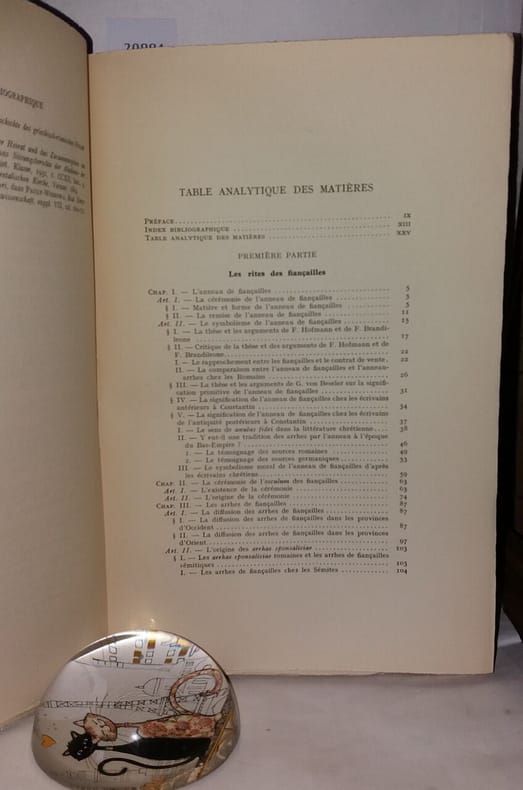 20984
BIBLIOGRAPHIQUE
TABLE ANALYTIQUE DES MATIÈRES
PRÉFACE ..... IX
INDEX BIBLIOGRAPHIQUE ..... XIII
TABLE ANALYTIQUE DES MATIÈRES ..... XXV
PREMIÈRE PARTIE
Les rites des fiançailles
CHAP. I. — L'anneau de fiançailles ..... 5
Art. I. — La cérémonie de l'anneau de fiançailles ..... 5
§ I. — Matière et forme de l'anneau de fiançailles ..... 5
§ II. — La remise de l'anneau de fiançailles ..... 11
Art. II. — Le symbolisme de l'anneau de fiançailles ..... 15
§ I. — La thèse et les arguments de F. Hofmann et de F. Brandi-
leone ..... 17
§ II. — Critique de la thèse et des arguments de F. Hofmann et de
F. Brandileone ..... 22
I. — Le rapprochement entre les fiançailles et le contrat de vente . 22
II. — La comparaison entre l'anneau de fiançailles et l'anneau-
arrhes chez les Romains ..... 26
§ III. — La thèse et les arguments de G. von Beseler sur la signifi-
cation primitive de l'anneau de fiançailles ..... 31
§ IV. — La signification de l'anneau de fiançailles chez les écrivains
antérieurs à Constantin ..... 34
§ V. — La signification de l'anneau de fiançailles chez les écrivains
de l'antiquité postérieurs à Constantin ..... 37
I. — Le sens de anulus fidei dans la littérature chrétienne ..... 38
II. — Y eut-il une tradition des arrhes par l'anneau à l'époque
du Bas-Empire ? ..... 46
1. — Le témoignage des sources romaines ..... 49
2. — Le témoignage des sources germaniques ..... 53
III. — Le symbolisme moral de l'anneau de fiançailles d'après
les écrivains chrétiens ..... 59
CHAP. II. — La cérémonie de l'osculum des fiançailles ..... 63
Art. I. — L'existence de la cérémonie ..... 63
Art. II. — L'origine de la cérémonie ..... 74
CHAP. III. — Les arrhes de fiançailles ..... 87
Art. I. — La diffusion des arrhes de fiançailles ..... 87
§ I. — La diffusion des arrhes de fiançailles dans les provinces
d'Occident ..... 87
§ II. — La diffusion des arrhes de fiançailles dans les provinces
d'Orient ..... 97
Art. II. — L'origine des arrhae sponsaliciae ..... 103
§ I. — Les arrhae sponsaliciae romaines et les arrhes de fiançailles
sémitiques ..... 103
I. — Les arrhes de fiançailles chez les Sémites ..... 104